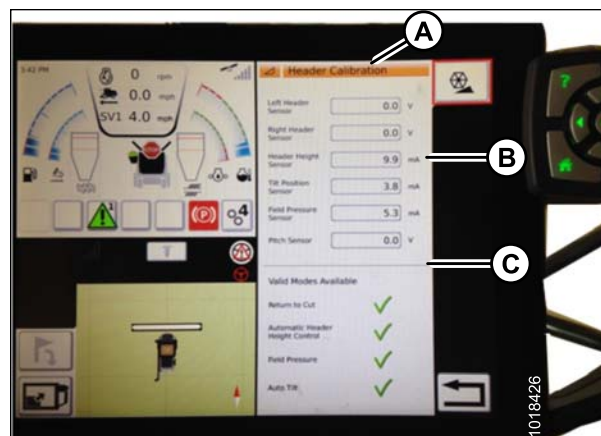 A
3:42 PM
Header Calibration
0 rpm
0.0 mph
SV1 4.0 mph
Left Header Sensor 0.0 V
Right Header Sensor 0.0 V
Header Height Sensor 9.9 mA
B
Tilt Position Sensor 3.8 mA
Field Pressure Sensor 5.3 mA
Pitch Sensor 0.0 V
C
1
(P)
4
Valid Modes Available
Return to Cut
Automatic Header Height Control
Field Pressure
Auto Tilt
?
1018426